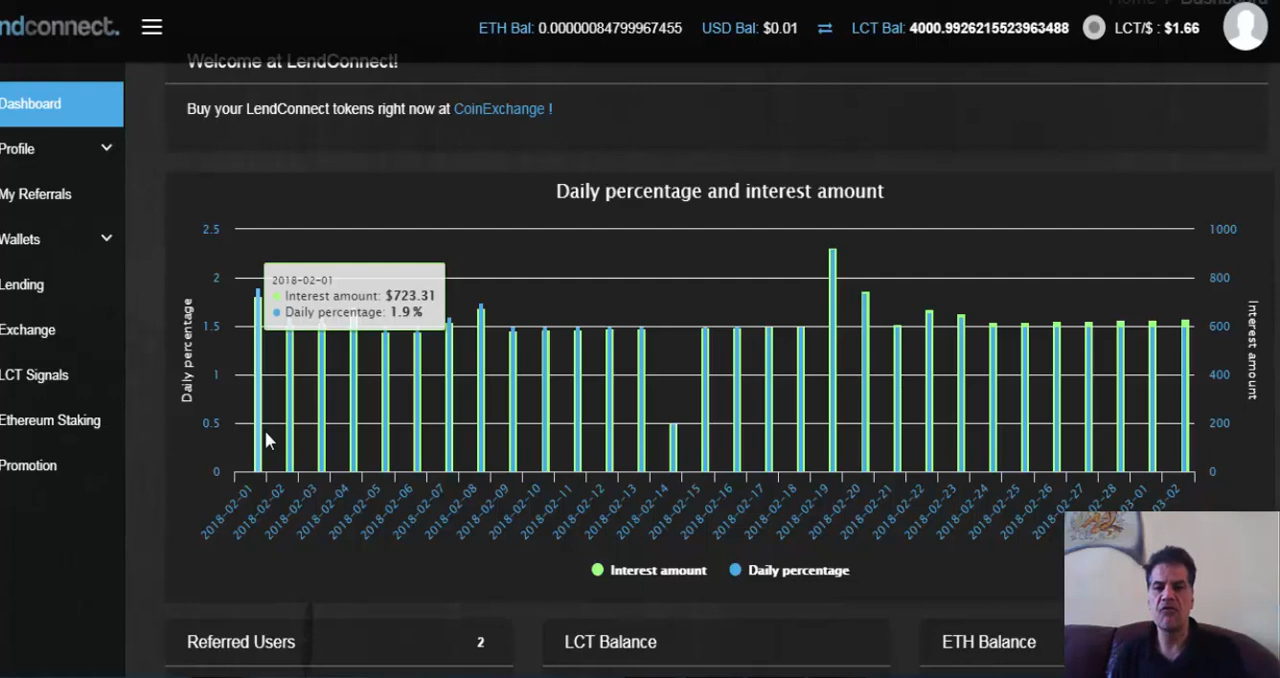 ndconnect.
ETH Bal: 0.00000084799967455 USD Bal: $0.01 LCT Bal: 4000.9926215523963488 LCT/$ : $1.66
Welcome at LendConnect!
Buy your LendConnect tokens right now at CoinExchange !
Dashboard
Profile
My Referrals
Wallets
Lending
Exchange
LCT Signals
Ethereum Staking
Promotion
Daily percentage and interest amount
2.5
2
1.5
1
0.5
0
Daily percentage
1000
800
600
400
200
0
Interest amount
2018-02-01
Interest amount: $723.31
Daily percentage: 1.9 %
2018-02-01
2018-02-02
2018-02-03
2018-02-04
2018-02-05
2018-02-06
2018-02-07
2018-02-08
2018-02-09
2018-02-10
2018-02-11
2018-02-12
2018-02-13
2018-02-14
2018-02-15
2018-02-16
2018-02-17
2018-02-18
2018-02-19
2018-02-20
2018-02-21
2018-02-22
2018-02-23
2018-02-24
2018-02-25
2018-02-26
2018-02-27
2018-02-28
03-01
03-02
Interest amount Daily percentage
Referred Users 2
LCT Balance
ETH Balance